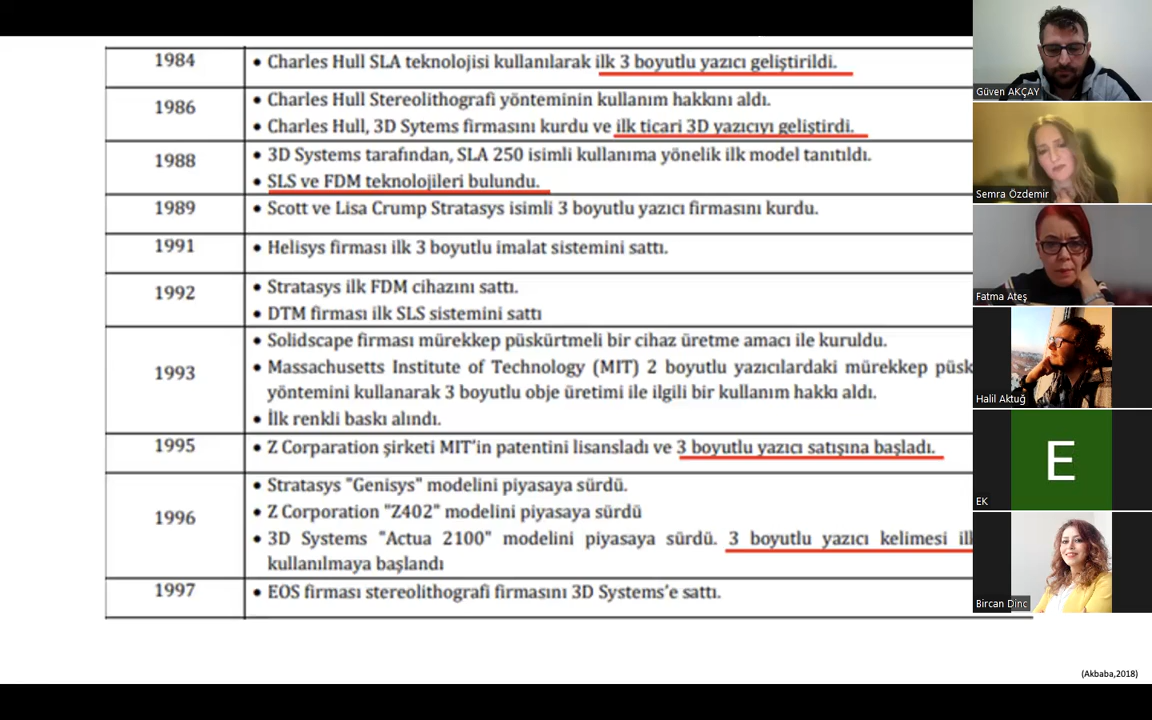 1984
• Charles Hull SLA teknolojisi kullanılarak ilk 3 boyutlu yazıcı geliştirildi.
1986
• Charles Hull Stereolithografi yönteminin kullanım hakkını aldı.
• Charles Hull, 3D Sytems firmasını kurdu ve ilk ticari 3D yazıcıyı geliştirdi.
1988
• 3D Systems tarafından, SLA 250 isimli kullanıma yönelik ilk model tanıtıldı.
• SLS ve FDM teknolojileri bulundu.
1989
• Scott ve Lisa Crump Stratasys isimli 3 boyutlu yazıcı firmasını kurdu.
1991
• Helisys firması ilk 3 boyutlu imalat sistemini sattı.
1992
• Stratasys ilk FDM cihazını sattı.
• DTM firması ilk SLS sistemini sattı
1993
• Solidscape firması mürekkep püskürtmeli bir cihaz üretme amacı ile kuruldu.
• Massachusetts Institute of Technology (MIT) 2 boyutlu yazıcılardaki mürekkep püsk
yöntemini kullanarak 3 boyutlu obje üretimi ile ilgili bir kullanım hakkı aldı.
• İlk renkli baskı alındı.
1995
• Z Corparation şirketi MIT'in patentini lisansladı ve 3 boyutlu yazıcı satışına başladı.
1996
• Stratasys "Genisys" modelini piyasaya sürdü.
• Z Corporation "Z402" modelini piyasaya sürdü
• 3D Systems "Actua 2100" modelini piyasaya sürdü. 3 boyutlu yazıcı kelimesi ilk
kullanılmaya başlandı
1997
• EOS firması stereolithografi firmasını 3D Systems'e sattı.
(Akbaba,2018)
Güven AKÇAY
Semra Özdemir
Fatma Ateş
Halil Aktuğ
E
EK
Bircan Dinc